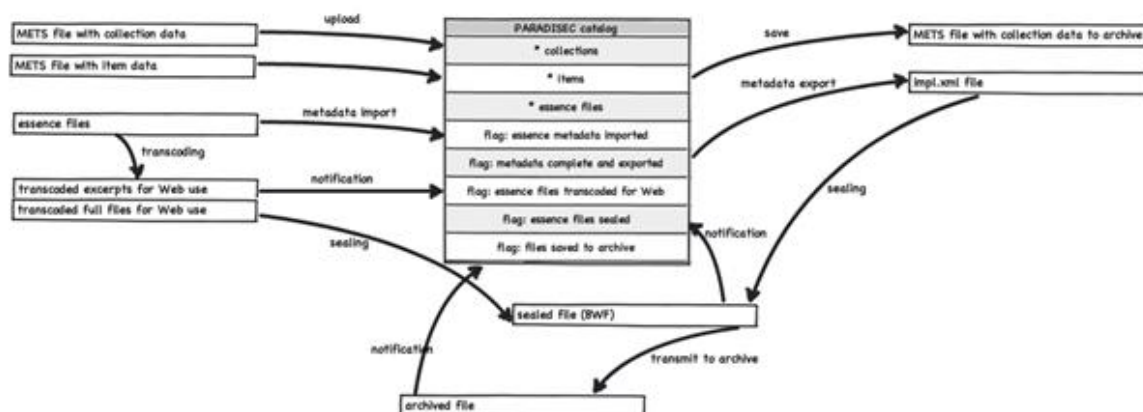 upload
PARADISEC catalog
METS file with collection data
* collections
save
METS file with collection data to archive
METS file with item data
* items
metadata export
impl.xml file
* essence files
metadata import
essence files
flag: essence metadata imported
transcoding
flag: metadata complete and exported
notification
transcoded excerpts for Web use
flag: essence files transcoded for Web
sealing
transcoded full files for Web use
flag: essence files sealed
notification
sealing
flag: files saved to archive
sealed file (BWF)
notification
transmit to archive
archived file